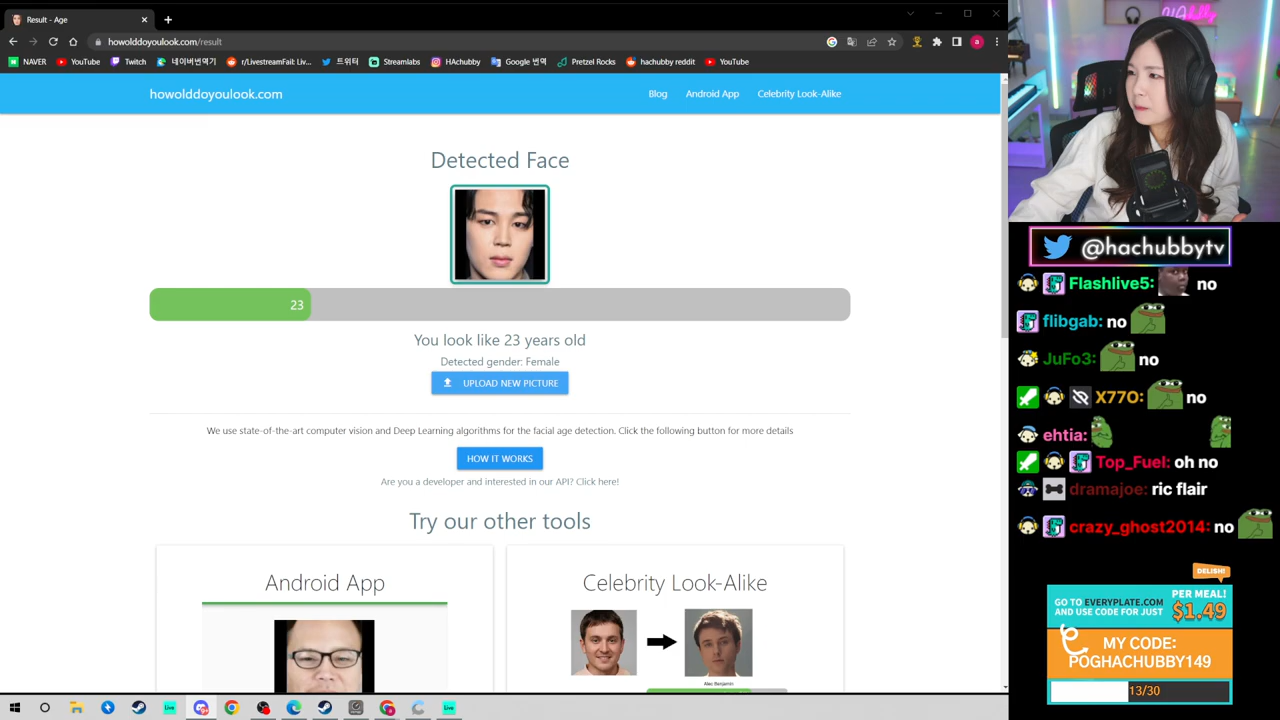 Result - Age
howolddoyoulook.com/result
NAVER
YouTube
Twitch
네이버번역기
r/LivestreamFail: Liv...
트위터
Streamlabs
HAchubby
Google 번역
Pretzel Rocks
hachubby reddit
YouTube
howolddoyoulook.com
Blog
Android App
Celebrity Look-Alike
Detected Face
23
You look like 23 years old
Detected gender: Female
UPLOAD NEW PICTURE
We use state-of-the-art computer vision and Deep Learning algorithms for the facial age detection. Click the following button for more details
HOW IT WORKS
Are you a developer and interested in our API? Click here!
Try our other tools
Android App
Celebrity Look-Alike
Alec Benjamin
@hachubbytv
Flashlive5: no
flibgab: no
JuFo3: no
X77O: no
ehtia:
Top_Fuel: oh no
dramajoe: ric flair
crazy_ghost2014: no
DELISH!
GO TO EVERYPLATE.COM
AND USE CODE FOR JUST
PER MEAL!
$1.49
MY CODE:
POGHACHUBBY149
13/30